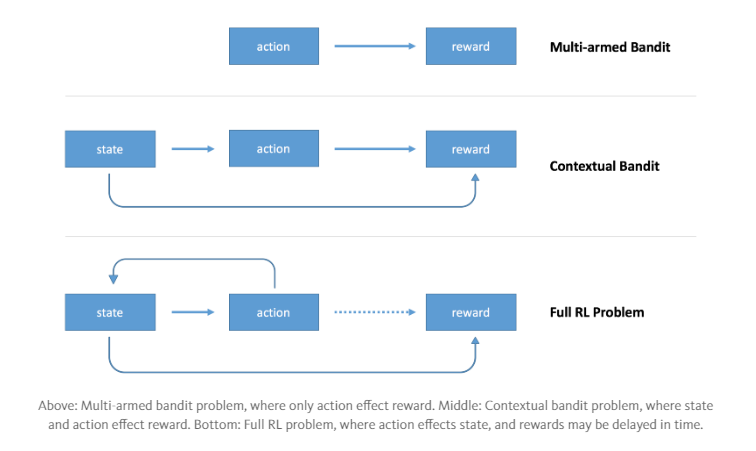 action reward Multi-armed Bandit
state action reward
Contextual Bandit
state action reward Full RL Problem
Above: Multi-armed bandit problem, where only action effect reward. Middle: Contextual bandit problem, where state
and action effect reward. Bottom: Full RL problem, where action effects state, and rewards may be delayed in time.